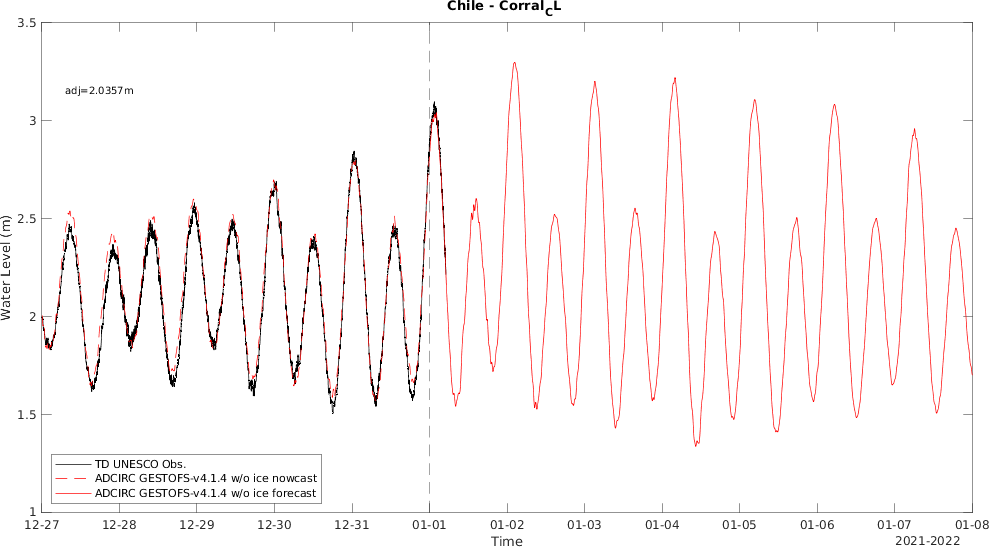 Chile - Corral_CL
3.5
adj=2.0357m
3
2.5
2
1.5
1
Water Level (m)
TD UNESCO Obs.
ADCIRC GESTOFS-v4.1.4 w/o ice nowcast
ADCIRC GESTOFS-v4.1.4 w/o ice forecast
12-27 12-28 12-29 12-30 12-31 01-01 01-02 01-03 01-04 01-05 01-06 01-07 01-08
Time
2021-2022